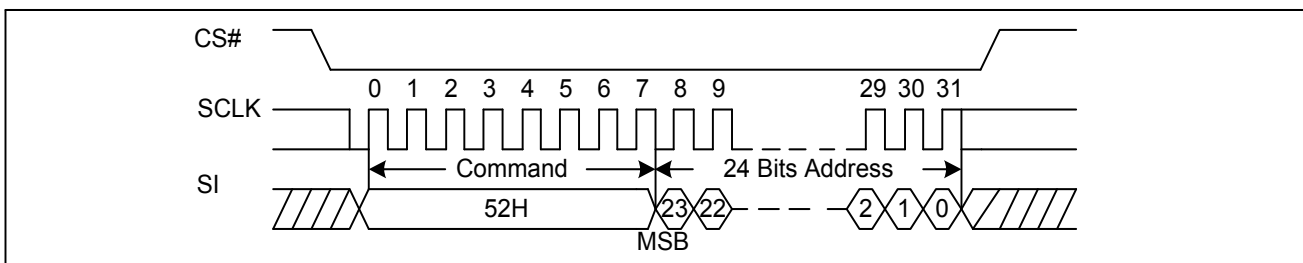 CS#
0 1 2 3 4 5 6 7 8 9 29 30 31
SCLK
Command 24 Bits Address
SI
52H 23 22 2 1 0
MSB